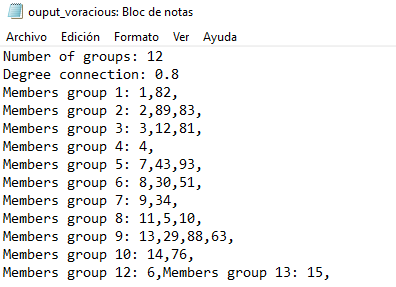 ouput_voracious: Bloc de notas
Archivo Edición Formato Ver Ayuda
Number of groups: 12
Degree connection: 0.8
Members group 1: 1,82,
Members group 2: 2,89,83,
Members group 3: 3,12,81,
Members group 4: 4,
Members group 5: 7,43,93,
Members group 6: 8,30,51,
Members group 7: 9,34,
Members group 8: 11,5,10,
Members group 9: 13,29,88,63,
Members group 10: 14,76,
Members group 12: 6,Members group 13: 15,